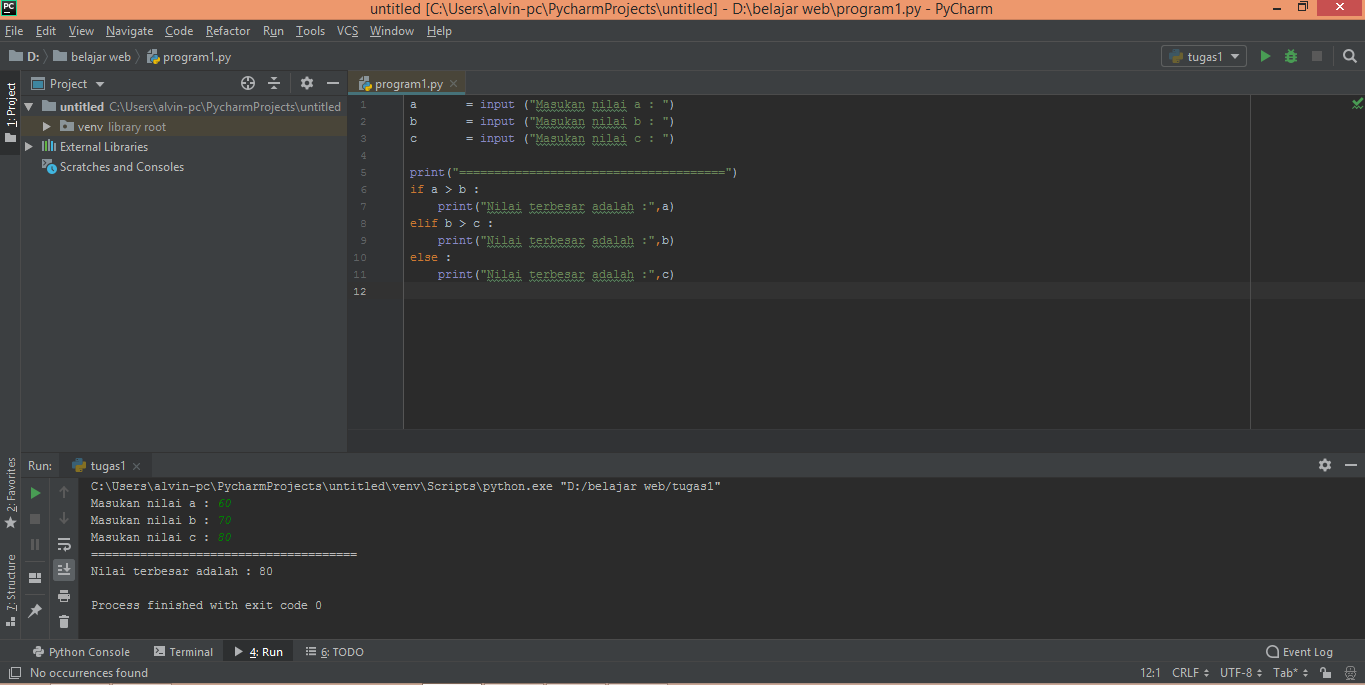 PC untitled [C:\Users\alvin-pc\PycharmProjects\untitled] - D:\belajar web\program1.py - PyCharm
File Edit View Navigate Code Refactor Run Tools VCS Window Help
D: belajar web program1.py tugas1
1: Project
Project
program1.py
untitled C:\Users\alvin-pc\PycharmProjects\untitled
venv library root
External Libraries
Scratches and Consoles
1 a = input ("Masukan nilai a : ")
2 b = input ("Masukan nilai b : ")
3 c = input ("Masukan nilai c : ")
4
5 print("======================================")
6 if a > b :
7 print("Nilai terbesar adalah :",a)
8 elif b > c :
9 print("Nilai terbesar adalah :",b)
10 else :
11 print("Nilai terbesar adalah :",c)
12
2: Favorites
7: Structure
Run: tugas1
C:\Users\alvin-pc\PycharmProjects\untitled\venv\Scripts\python.exe "D:/belajar web/tugas1"
Masukan nilai a : 60
Masukan nilai b : 70
Masukan nilai c : 80
======================================
Nilai terbesar adalah : 80
Process finished with exit code 0
Python Console Terminal 4: Run 6: TODO Event Log
No occurrences found 12:1 CRLF UTF-8 Tab*